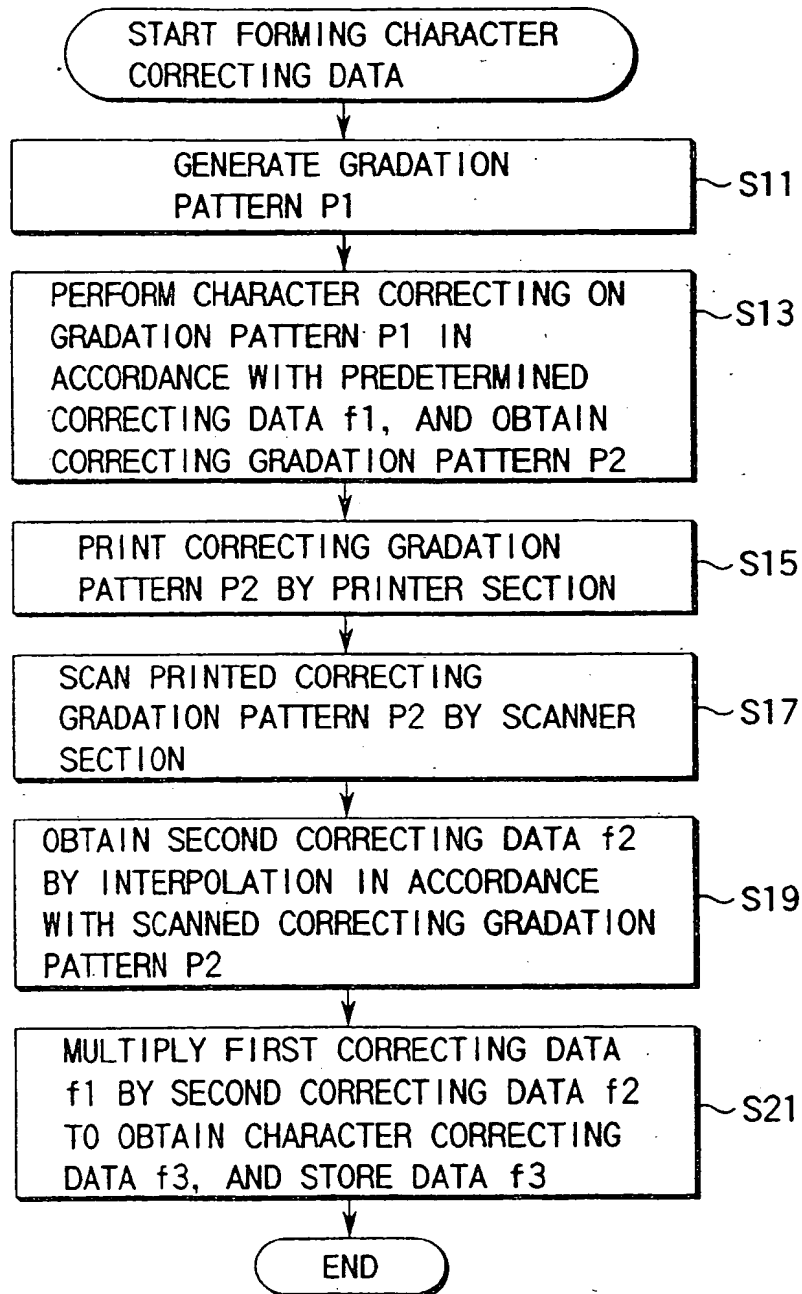 START FORMING CHARACTER
CORRECTING DATA
GENERATE GRADATION
PATTERN P1
S11
PERFORM CHARACTER CORRECTING ON
GRADATION PATTERN P1 IN
ACCORDANCE WITH PREDETERMINED
CORRECTING DATA f1, AND OBTAIN
CORRECTING GRADATION PATTERN P2
S13
PRINT CORRECTING GRADATION
PATTERN P2 BY PRINTER SECTION
S15
SCAN PRINTED CORRECTING
GRADATION PATTERN P2 BY SCANNER
SECTION
S17
OBTAIN SECOND CORRECTING DATA f2
BY INTERPOLATION IN ACCORDANCE
WITH SCANNED CORRECTING GRADATION
PATTERN P2
S19
MULTIPLY FIRST CORRECTING DATA
f1 BY SECOND CORRECTING DATA f2
TO OBTAIN CHARACTER CORRECTING
DATA f3, AND STORE DATA f3
S21
END